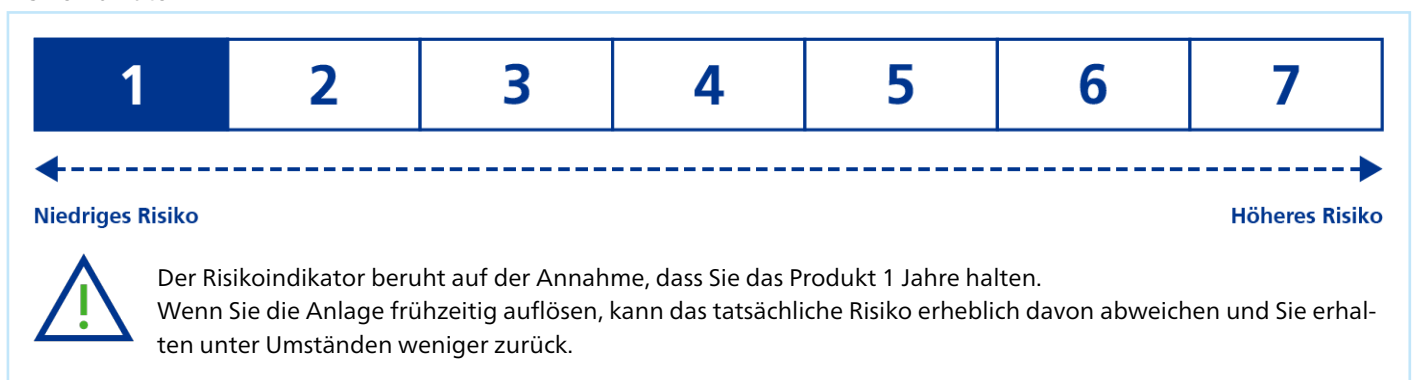 1 2 3 4 5 6 7
Niedriges Risiko Höheres Risiko
Der Risikoindikator beruht auf der Annahme, dass Sie das Produkt 1 Jahre halten.
Wenn Sie die Anlage frühzeitig auflösen, kann das tatsächliche Risiko erheblich davon abweichen und Sie erhal-
ten unter Umständen weniger zurück.